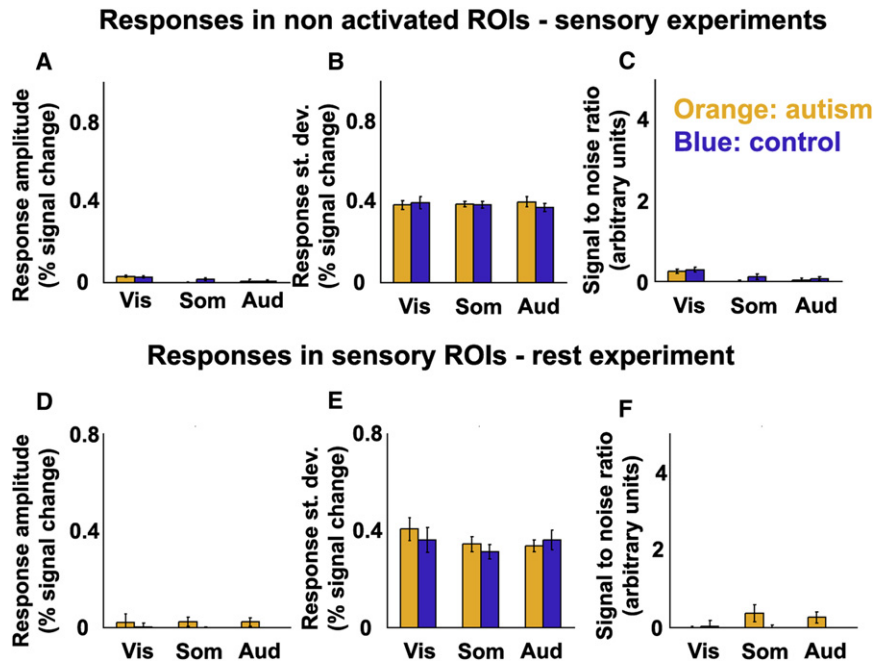 Responses in non activated ROIs - sensory experiments
A
B
C
Response amplitude
(% signal change)
0.8
0.4
0
Vis Som Aud
Response st. dev.
(% signal change)
0.8
0.4
0
Vis Som Aud
Signal to noise ratio
(arbitrary units)
4
2
0
Vis Som Aud
Orange: autism
Blue: control
Responses in sensory ROIs - rest experiment
D
E
F
Response amplitude
(% signal change)
0.8
0.4
0
Vis Som Aud
Response st. dev.
(% signal change)
0.8
0.4
0
Vis Som Aud
Signal to noise ratio
(arbitrary units)
4
2
0
Vis Som Aud